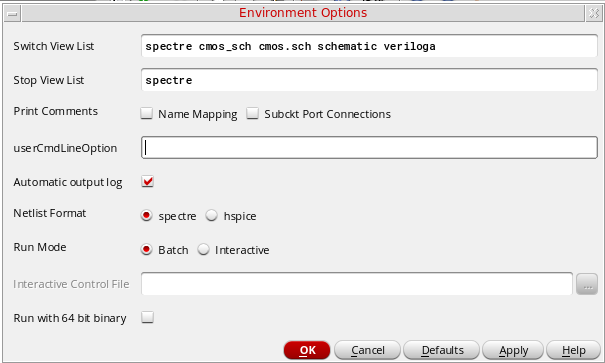 Environment Options
Switch View List spectre cmos_sch cmos.sch schematic veriloga
Stop View List spectre
Print Comments Name Mapping Subckt Port Connections
userCmdLineOption
Automatic output log
Netlist Format spectre hspice
Run Mode Batch Interactive
Interactive Control File ...
Run with 64 bit binary
OK Cancel Defaults Apply Help